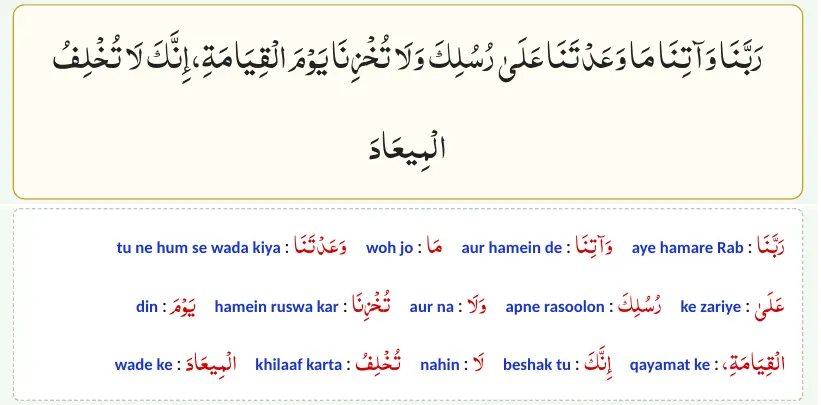 رَبَّنَا وَآتِنَا مَا وَعَدْتَنَا عَلَىٰ رُسُلِكَ وَلَا تُخْزِنَا يَوْمَ الْقِيَامَةِ، إِنَّكَ لَا تُخْلِفُ
الْمِيعَادَ
رَبَّنَا : aye hamare Rab وَآتِنَا : aur hamein de مَا : woh jo وَعَدْتَنَا : tu ne hum se wada kiya
عَلَىٰ : ke zariye رُسُلِكَ : apne rasoolon وَلَا : aur na تُخْزِنَا : hamein ruswa kar يَوْمَ : din
الْقِيَامَةِ، : qayamat ke إِنَّكَ : beshak tu لَا : nahin تُخْلِفُ : khilaaf karta الْمِيعَادَ : wade ke